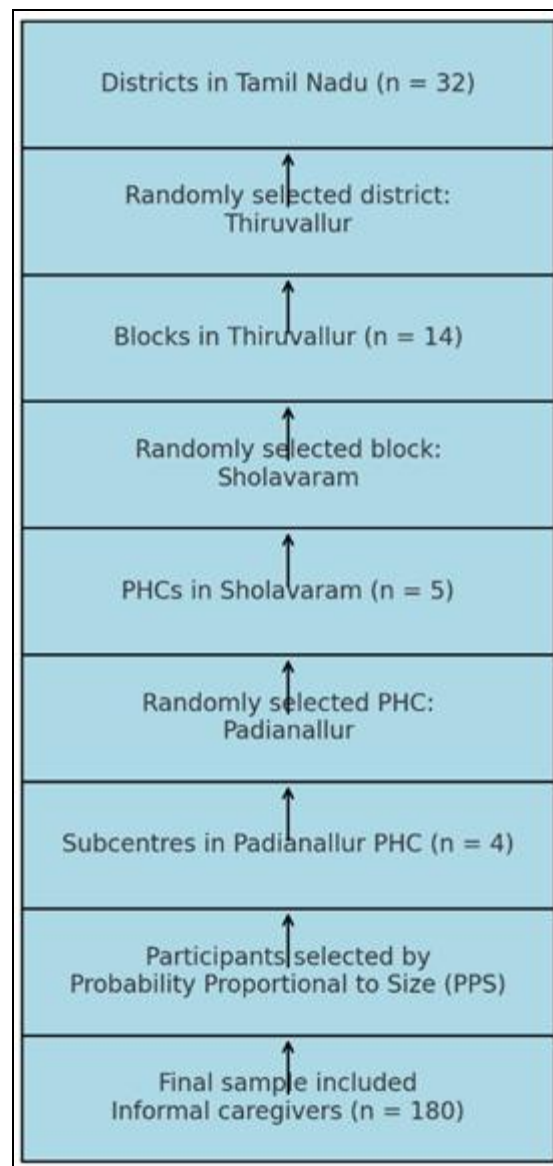 Districts in Tamil Nadu (n = 32)
Randomly selected district:
Thiruvallur
Blocks in Thiruvallur (n = 14)
Randomly selected block:
Sholavaram
PHCs in Sholavaram (n = 5)
Randomly selected PHC:
Padianallur
Subcentres in Padianallur PHC (n = 4)
Participants selected by
Probability Proportional to Size (PPS)
Final sample included
Informal caregivers (n = 180)